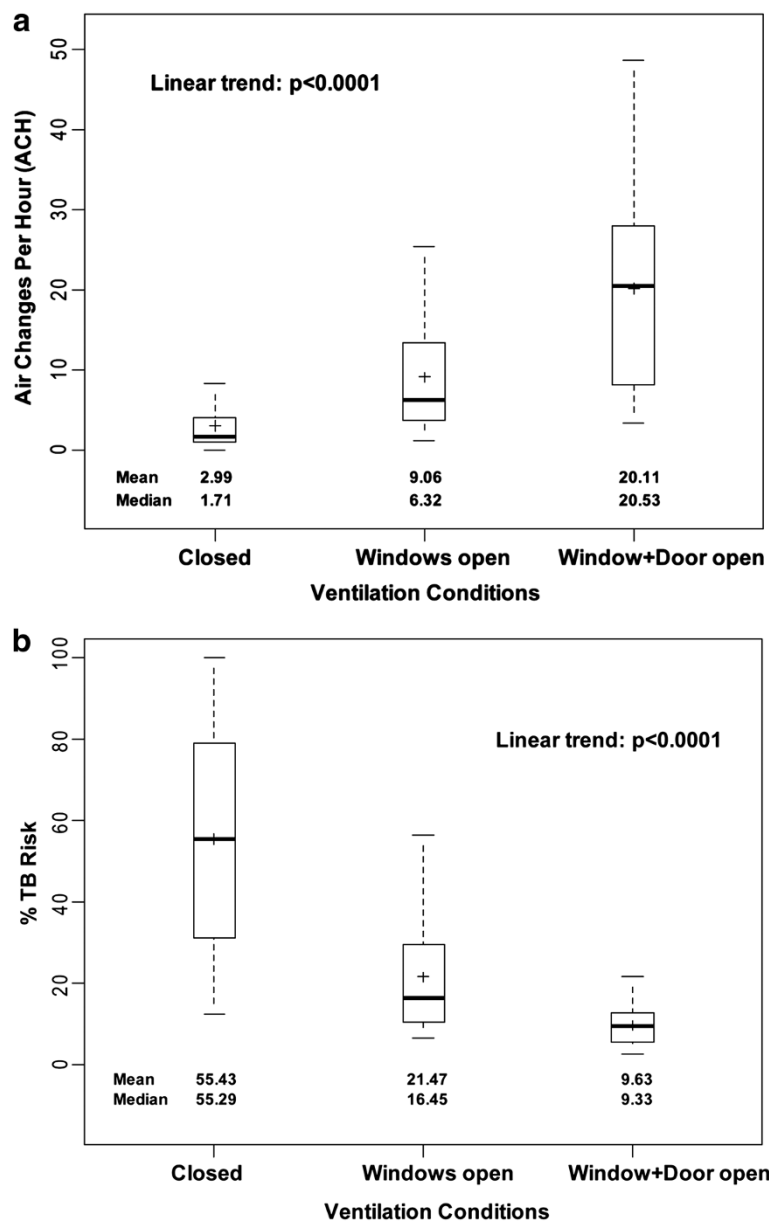 a
Linear trend: p<0.0001
Air Changes Per Hour (ACH)
50
40
30
20
10
0
Mean 2.99 9.06 20.11
Median 1.71 6.32 20.53
Closed Windows open Window+Door open
Ventilation Conditions
b
Linear trend: p<0.0001
% TB Risk
100
80
60
40
20
0
Mean 55.43 21.47 9.63
Median 55.29 16.45 9.33
Closed Windows open Window+Door open
Ventilation Conditions